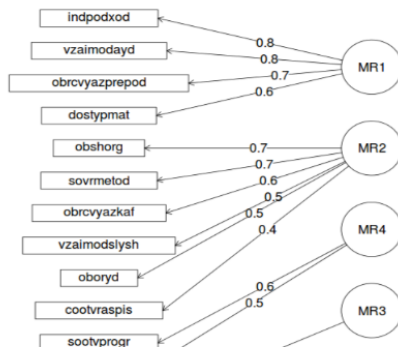 indpodxod
0.8
MR1
vzaimodayd
0.8
obrcvyazprepod
0.7
dostypmat
0.6
obshorg
0.7
MR2
sovrmetod
0.7
obrcvyazkaf
0.6
vzaimodslysh
0.5
oboryd
0.5
cootvraspis
0.4
MR4
sootvprogr
0.6
0.5
MR3